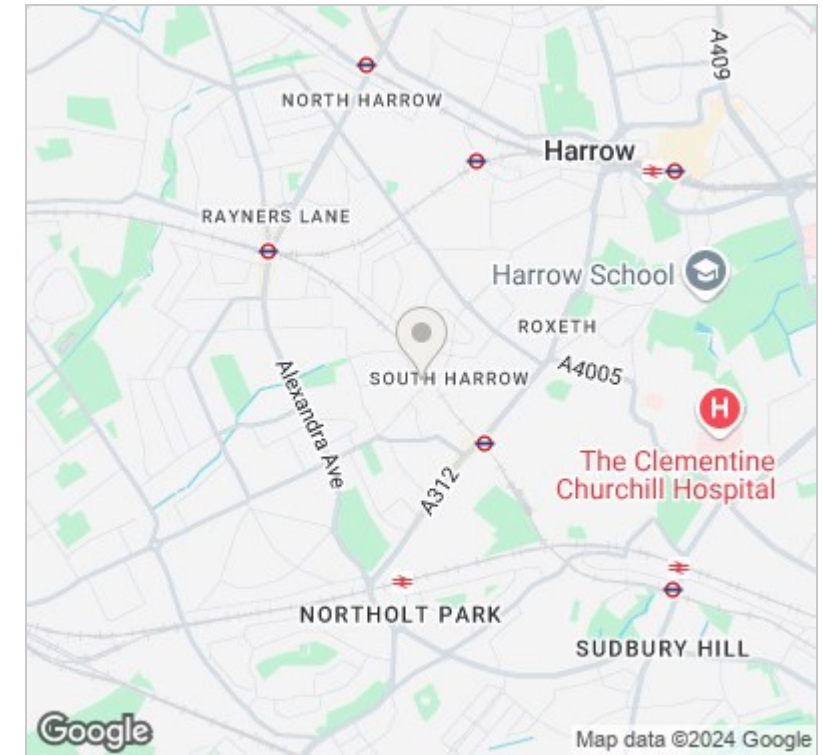 A409
NORTH HARROW
Harrow
RAYNERS LANE
Harrow School
ROXETH
SOUTH HARROW
A4005
Alexandra Ave
H
The Clementine
Churchill Hospital
A312
NORTHOLT PARK
SUDBURY HILL
Google
Map data ©2024 Google